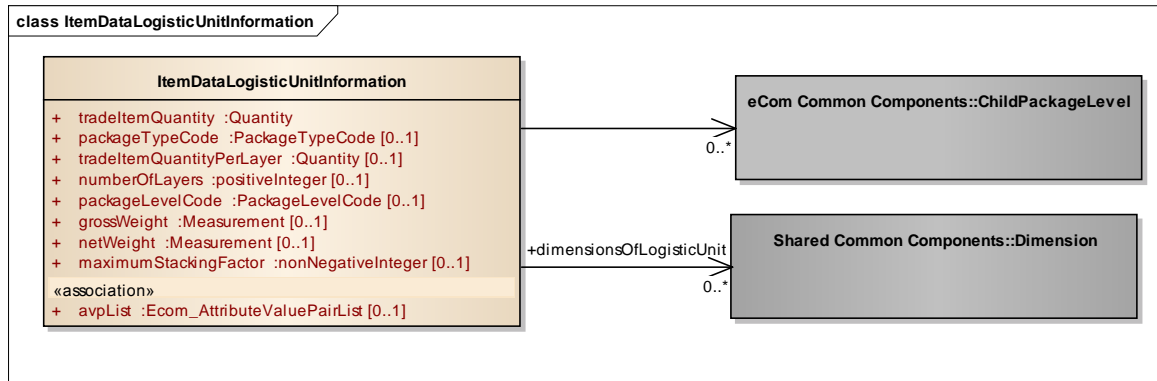 class ItemDataLogisticUnitInformation
ItemDataLogisticUnitInformation
+ tradeItemQuantity :Quantity
+ packageTypeCode :PackageTypeCode [0..1]
+ tradeItemQuantityPerLayer :Quantity [0..1]
+ numberOfLayers :positiveInteger [0..1]
+ packageLevelCode :PackageLevelCode [0..1]
+ grossWeight :Measurement [0..1]
+ netWeight :Measurement [0..1]
+ maximumStackingFactor :nonNegativeInteger [0..1]
«association»
+ avpList :Ecom_AttributeValuePairList [0..1]
eCom Common Components::ChildPackageLevel
0..*
Shared Common Components::Dimension
+dimensionsOfLogisticUnit
0..*